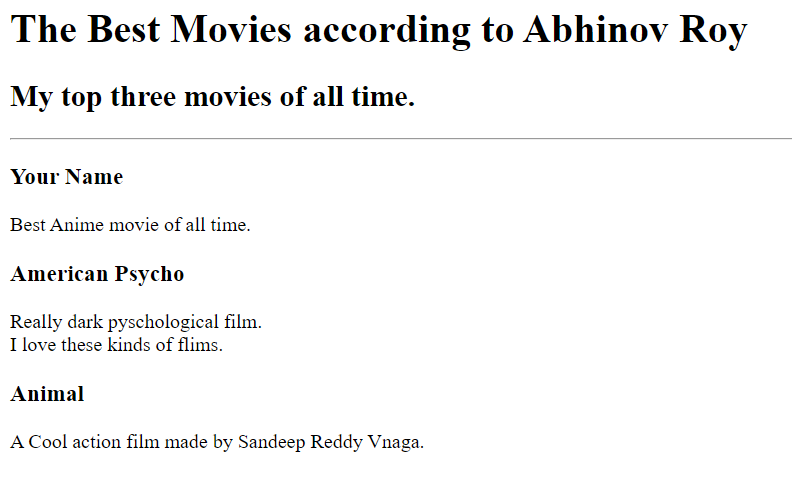 The Best Movies according to Abhinov Roy
My top three movies of all time.
Your Name
Best Anime movie of all time.
American Psycho
Really dark pyschological film.
I love these kinds of flims.
Animal
A Cool action film made by Sandeep Reddy Vnaga.